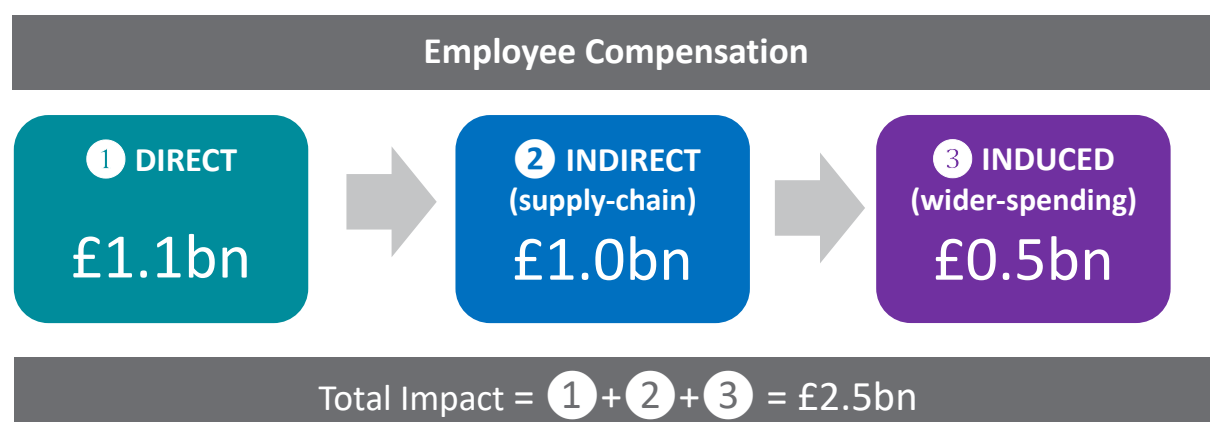 Employee Compensation
1 DIRECT
£1.1bn
2 INDIRECT
(supply-chain)
£1.0bn
3 INDUCED
(wider-spending)
£0.5bn
Total Impact = 1+2+3 = £2.5bn